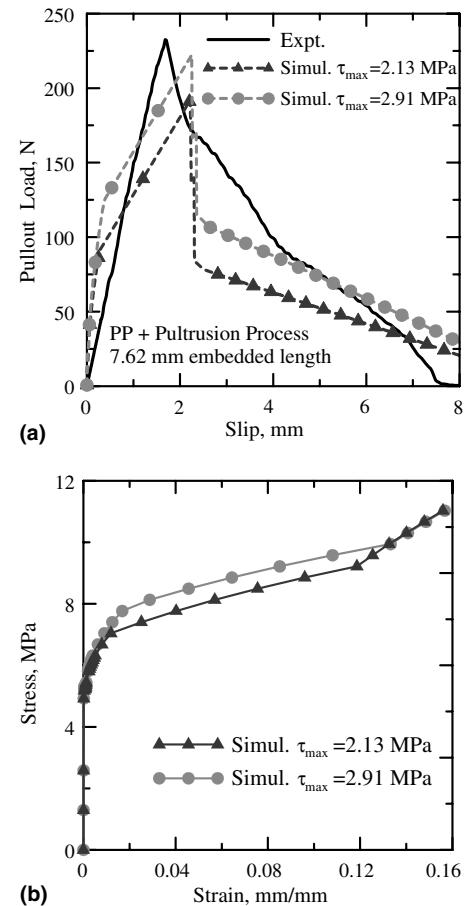 250
200
150
100
50
0
Pullout Load, N
Expt.
Simul. τmax=2.13 MPa
Simul. τmax=2.91 MPa
PP + Pultrusion Process
7.62 mm embedded length
0 2 4 6 8
Slip, mm
(a)
12
8
4
0
Stress, MPa
Simul. τmax =2.13 MPa
Simul. τmax =2.91 MPa
0 0.04 0.08 0.12 0.16
Strain, mm/mm
(b)